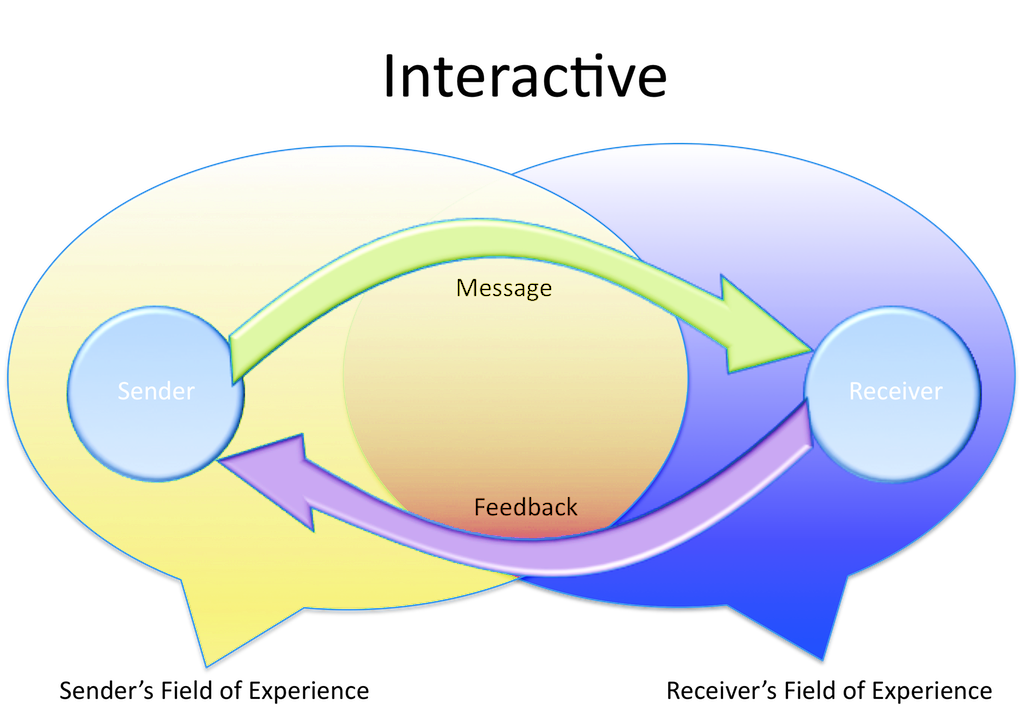 Interactive
Message
Sender
Receiver
Feedback
Sender’s Field of Experience
Receiver’s Field of Experience